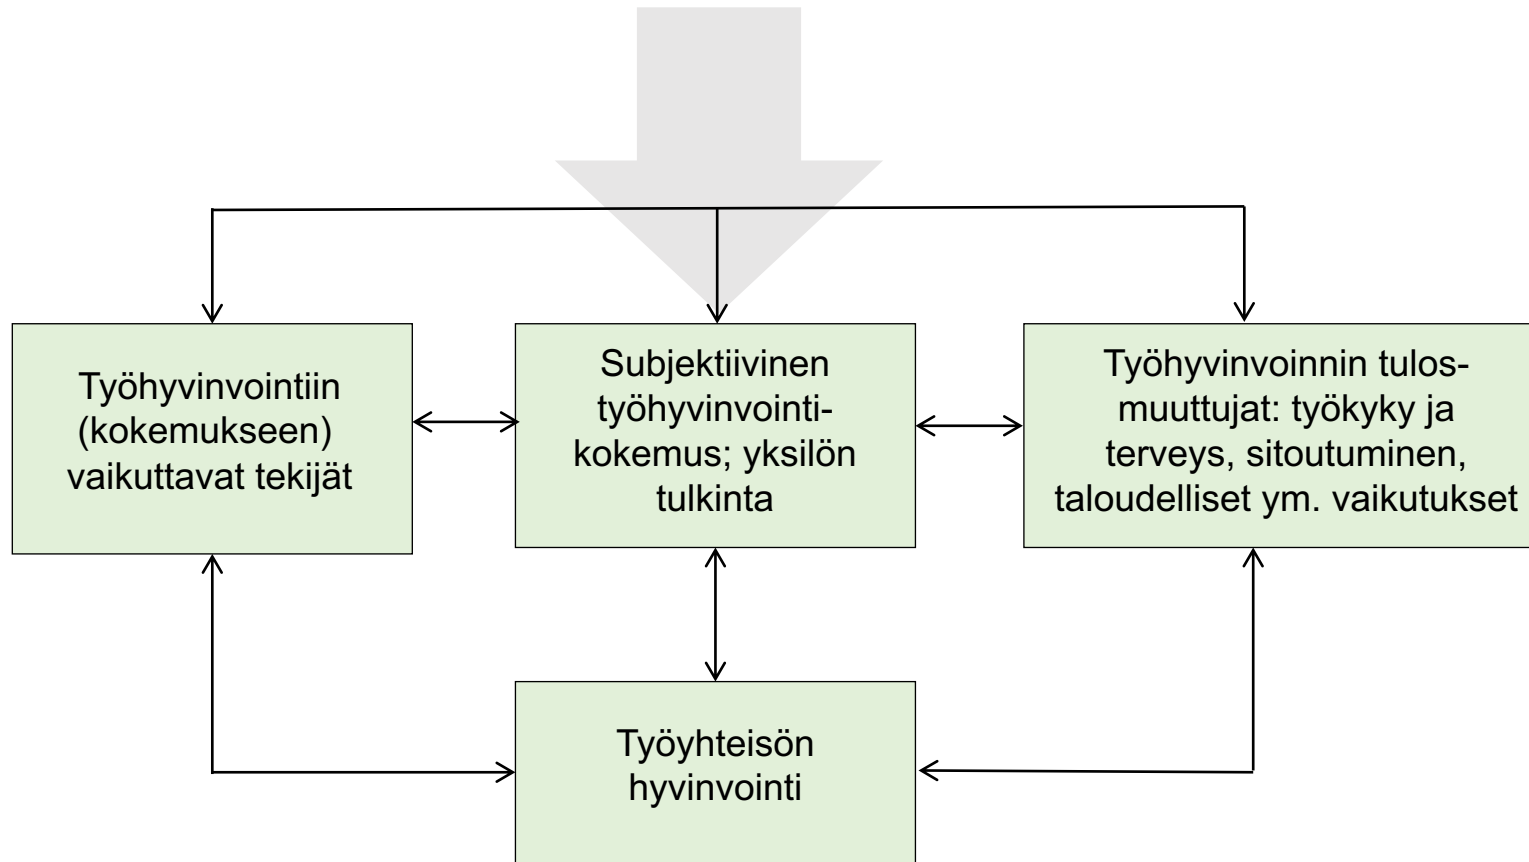 Työhyvinvointiin
(kokemukseen)
vaikuttavat tekijät
Subjektiivinen
työhyvinvointi-
kokemus; yksilön
tulkinta
Työhyvinvoinnin tulos-
muuttujat: työkyky ja
terveys, sitoutuminen,
taloudelliset ym. vaikutukset
Työyhteisön
hyvinvointi